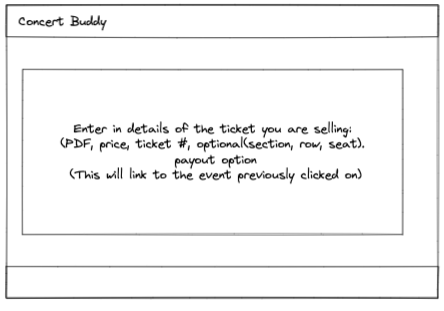 Concert Buddy
Enter in details of the ticket you are selling:
(PDF, price, ticket #, optional(section, row, seat).
payout option
(This will link to the event previously clicked on)